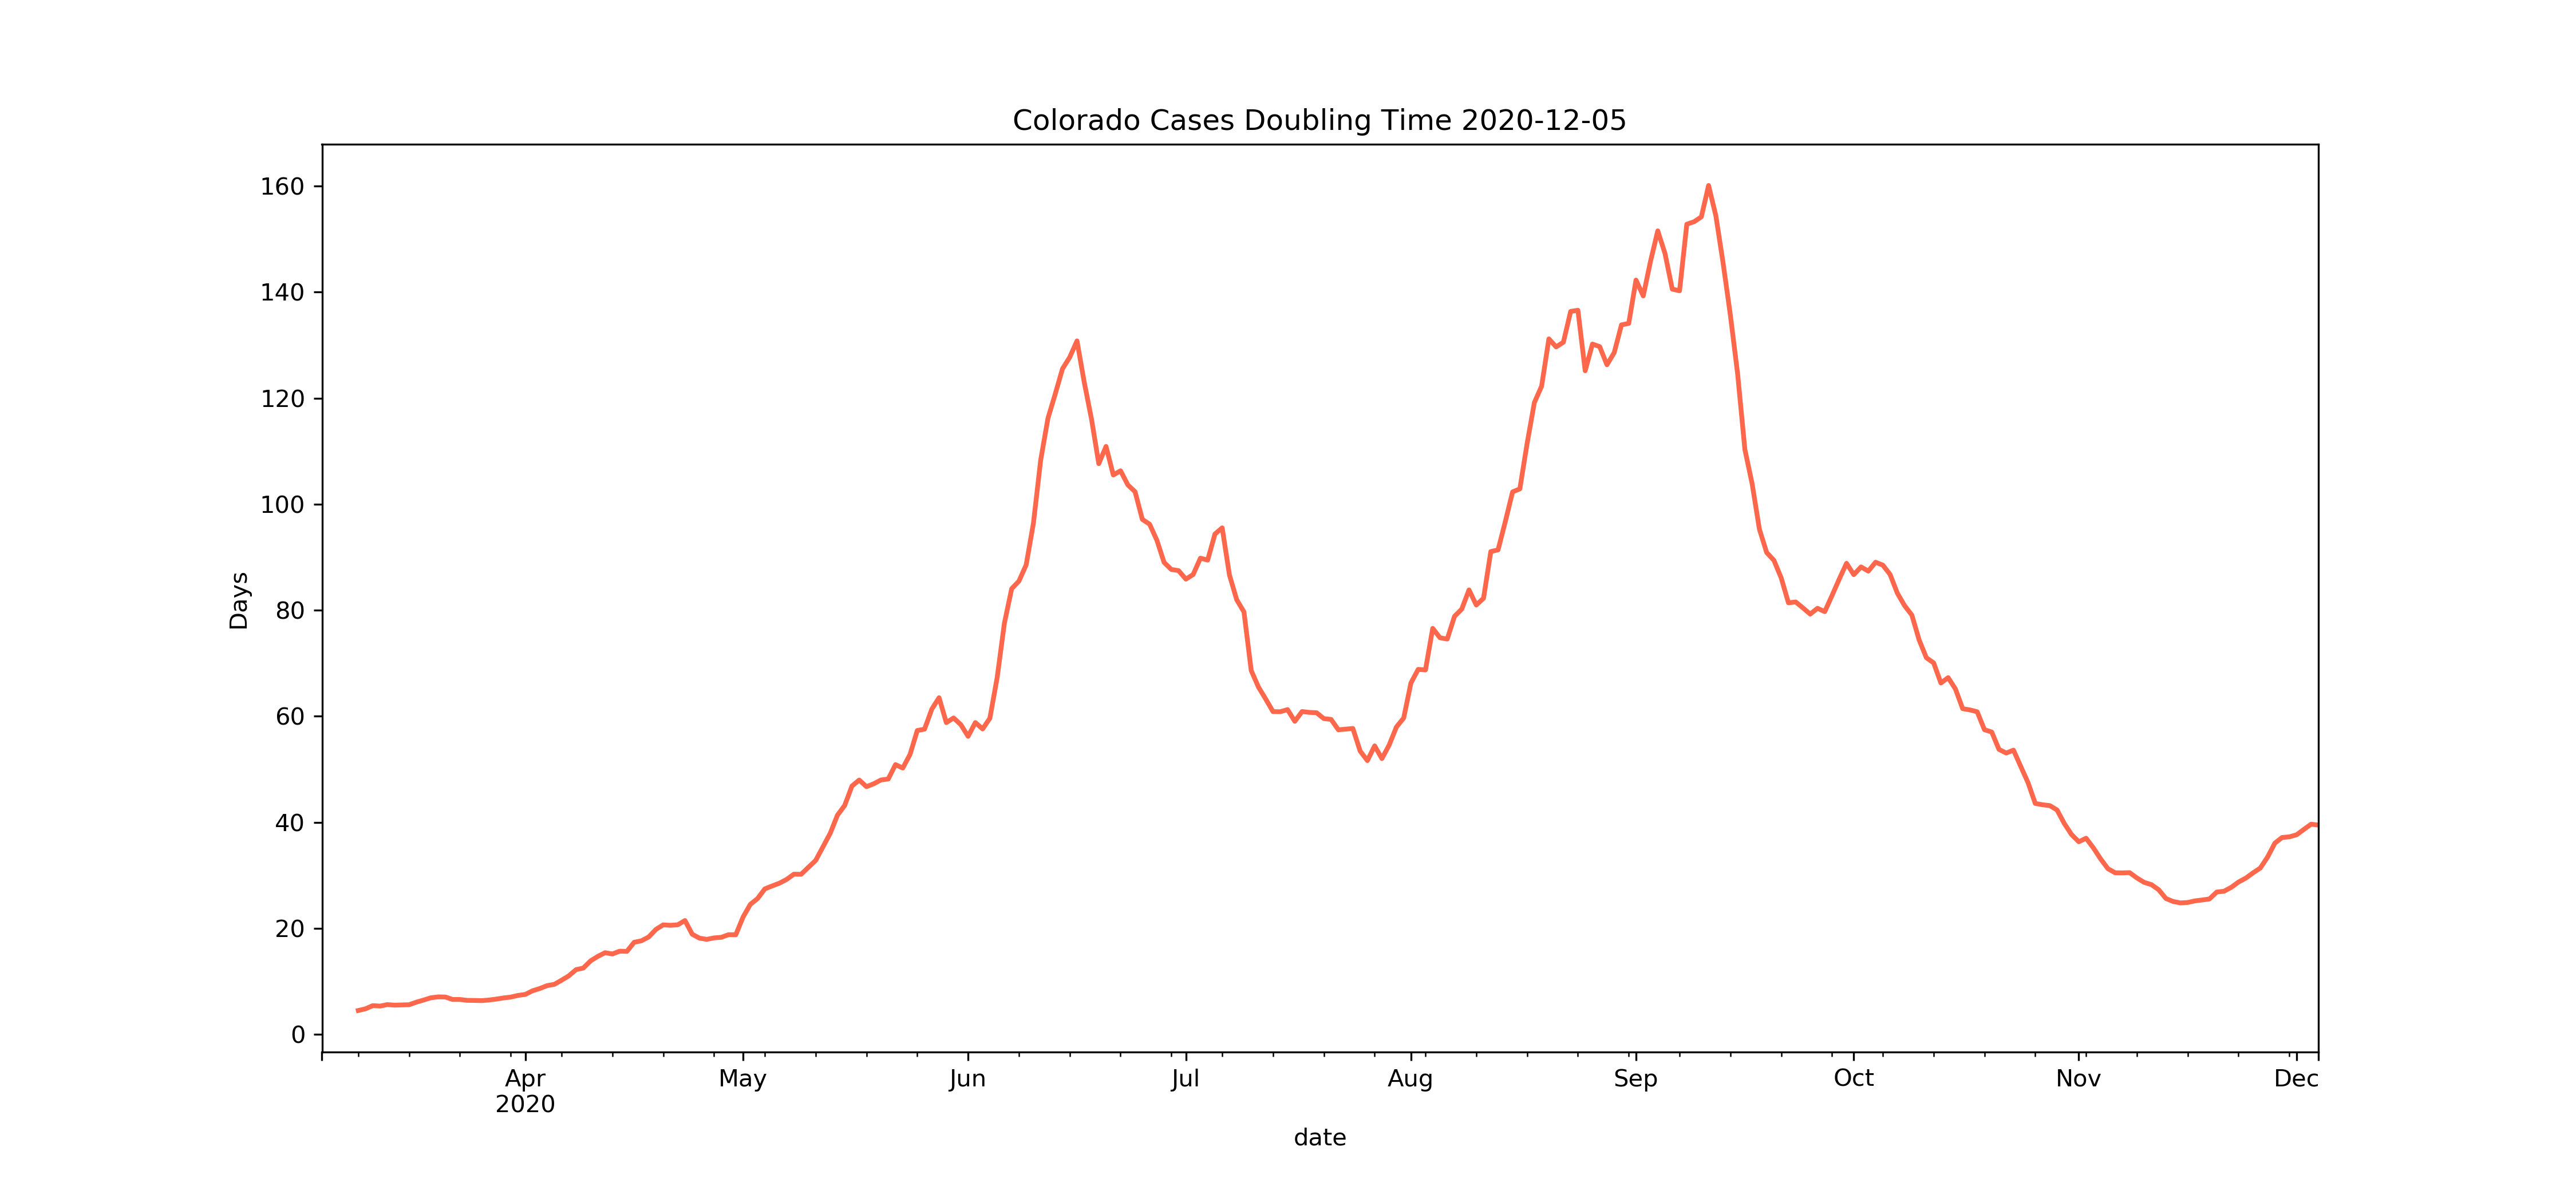 Colorado Cases Doubling Time 2020-12-05
160
140
120
100
80
60
40
20
0
Days
Apr May Jun Jul Aug Sep Oct Nov Dec
2020
date